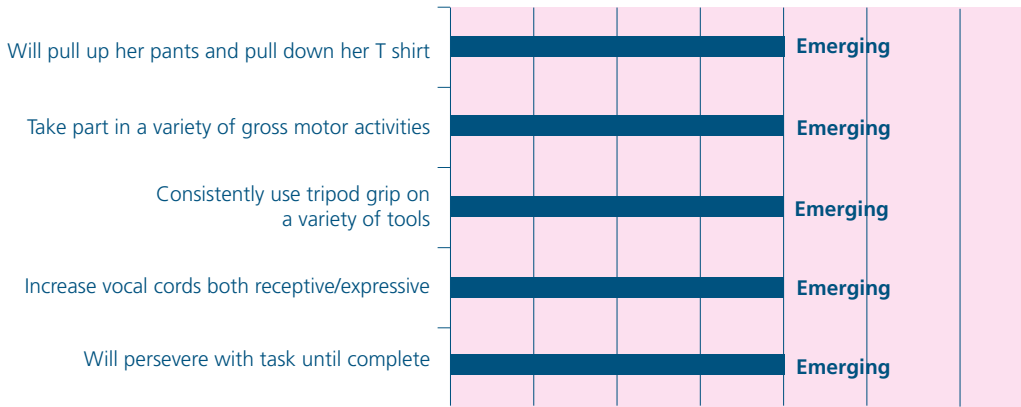 Will pull up her pants and pull down her T shirt
Emerging
Take part in a variety of gross motor activities
Emerging
Consistently use tripod grip on
a variety of tools
Emerging
Increase vocal cords both receptive/expressive
Emerging
Will persevere with task until complete
Emerging